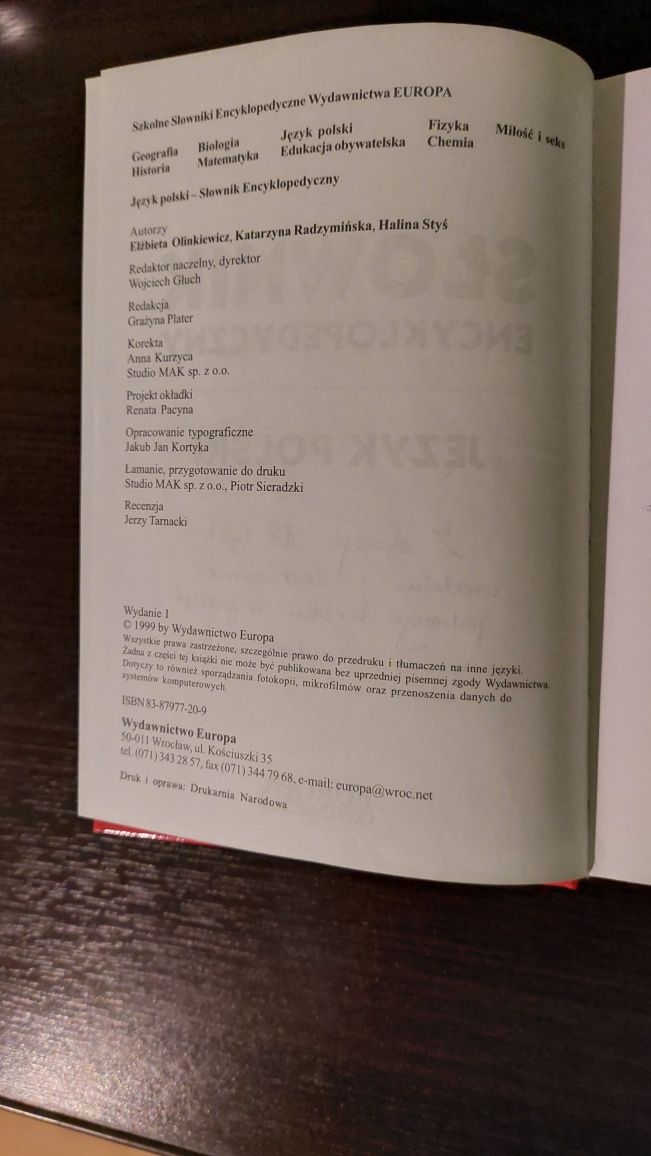 Szkolne Słowniki Encyklopedyczne Wydawnictwa EUROPA
Geografia Biologia Język polski Fizyka Miłość i seks
Historia Matematyka Edukacja obywatelska Chemia
Język polski – Słownik Encyklopedyczny
Autorzy
Elżbieta Olinkiewicz, Katarzyna Radzymińska, Halina Styś
Redaktor naczelny, dyrektor
Wojciech Głuch
Redakcja
Grażyna Plater
Korekta
Anna Kurzyca
Studio MAK sp. z o.o.
Projekt okładki
Renata Pacyna
Opracowanie typograficzne
Jakub Jan Kortyka
Łamanie, przygotowanie do druku
Studio MAK sp. z o.o., Piotr Sieradzki
Recenzja
Jerzy Tarnacki
Wydanie I
© 1999 by Wydawnictwo Europa
Wszystkie prawa zastrzeżone, szczególnie prawo do przedruku i tłumaczeń na inne języki.
Żadna z części tej książki nie może być publikowana bez uprzedniej pisemnej zgody Wydawnictwa.
Dotyczy to również sporządzania fotokopii, mikrofilmów oraz przenoszenia danych do
systemów komputerowych.
ISBN 83-87977-20-9
Wydawnictwo Europa
50-011 Wrocław, ul. Kościuszki 35
tel. (071) 343 28 57, fax (071) 344 79 68, e-mail: europa@wroc.net
Druk i oprawa: Drukarnia Narodowa